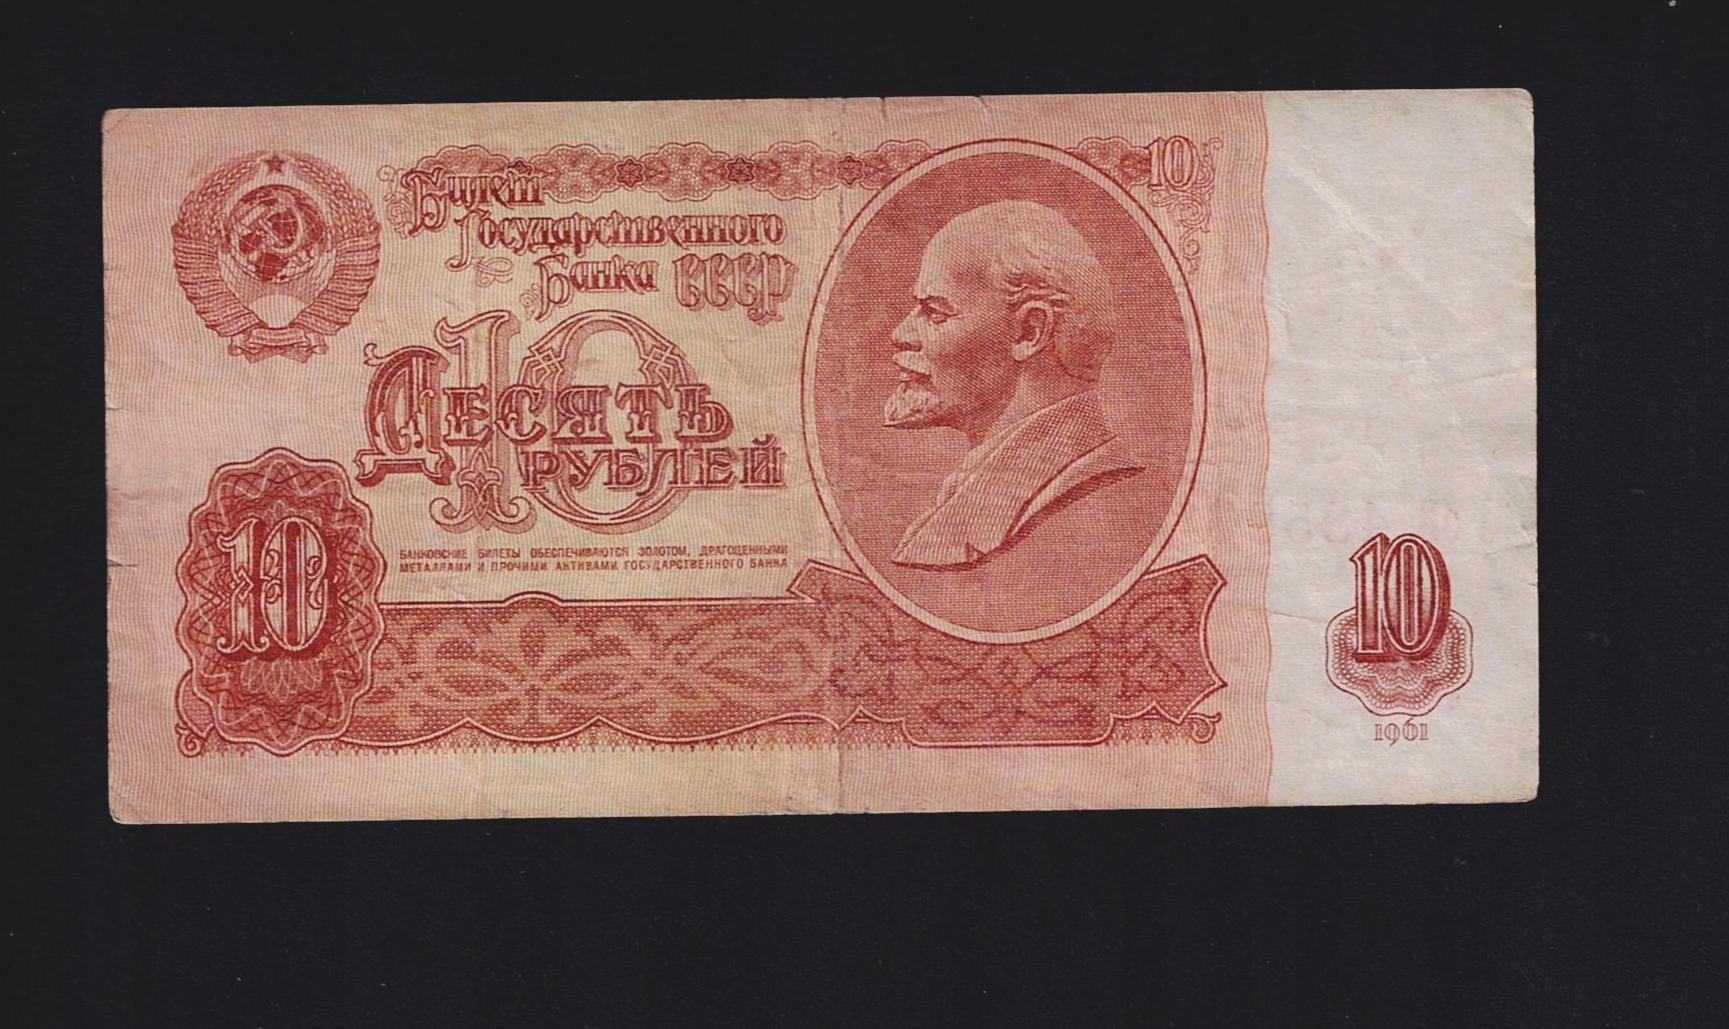 Билет
Государственного
Банка СССР
10
10
Десять
рублей
10
БАНКОВСКИЕ БИЛЕТЫ ОБЕСПЕЧИВАЮТСЯ ЗОЛОТОМ, ДРАГОЦЕННЫМИ
МЕТАЛЛАМИ И ПРОЧИМИ АКТИВАМИ ГОСУДАРСТВЕННОГО БАНКА
10
1961